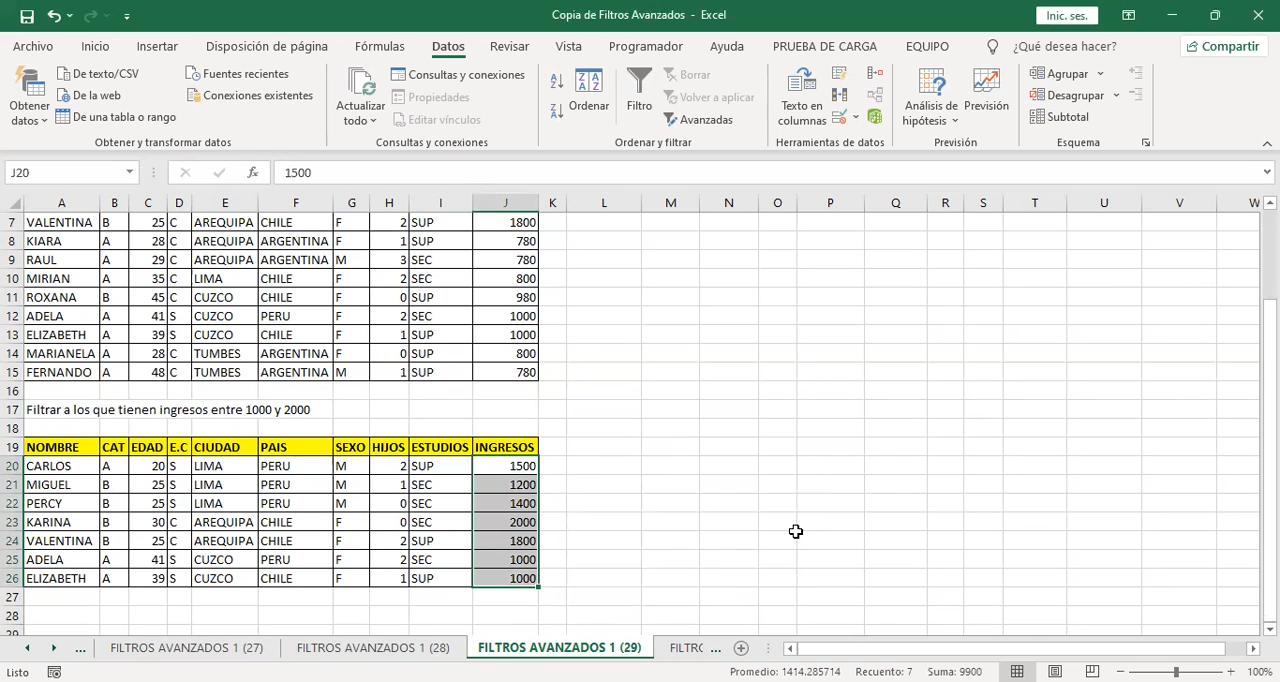 Copia de Filtros Avanzados - Excel
Inic. ses.
Archivo Inicio Insertar Disposición de página Fórmulas Datos Revisar Vista Programador Ayuda PRUEBA DE CARGA EQUIPO ¿Qué desea hacer? Compartir
Obtener datos
De texto/CSV
De la web
De una tabla o rango
Fuentes recientes
Conexiones existentes
Obtener y transformar datos
Actualizar todo
Consultas y conexiones
Propiedades
Editar vínculos
Consultas y conexiones
Ordenar
Filtro
Borrar
Volver a aplicar
Avanzadas
Ordenar y filtrar
Texto en columnas
Herramientas de datos
Análisis de hipótesis
Previsión
Previsión
Agrupar
Desagrupar
Subtotal
Esquema
J20 fx 1500
A B C D E F G H I J K L M N O P Q R S T U V W
7 VALENTINA B 25 C AREQUIPA CHILE F 2 SUP 1800
8 KIARA A 28 C AREQUIPA ARGENTINA F 1 SUP 780
9 RAUL A 29 C AREQUIPA ARGENTINA M 3 SEC 780
10 MIRIAN A 35 C LIMA CHILE F 2 SEC 800
11 ROXANA B 45 C CUZCO CHILE F 0 SUP 980
12 ADELA A 41 S CUZCO PERU F 2 SEC 1000
13 ELIZABETH A 39 S CUZCO CHILE F 1 SUP 1000
14 MARIANELA A 28 C TUMBES ARGENTINA F 0 SUP 800
15 FERNANDO A 48 C TUMBES ARGENTINA M 1 SUP 780
16
17 Filtrar a los que tienen ingresos entre 1000 y 2000
18
19 NOMBRE CAT EDAD E.C CIUDAD PAIS SEXO HIJOS ESTUDIOS INGRESOS
20 CARLOS A 20 S LIMA PERU M 2 SUP 1500
21 MIGUEL B 25 S LIMA PERU M 1 SEC 1200
22 PERCY B 25 S LIMA PERU M 0 SEC 1400
23 KARINA B 30 C AREQUIPA CHILE F 0 SEC 2000
24 VALENTINA B 25 C AREQUIPA CHILE F 2 SUP 1800
25 ADELA A 41 S CUZCO PERU F 2 SEC 1000
26 ELIZABETH A 39 S CUZCO CHILE F 1 SUP 1000
27
28
29
... FILTROS AVANZADOS 1 (27) FILTROS AVANZADOS 1 (28) FILTROS AVANZADOS 1 (29) FILTRC ...
Listo Promedio: 1414.285714 Recuento: 7 Suma: 9900 100%